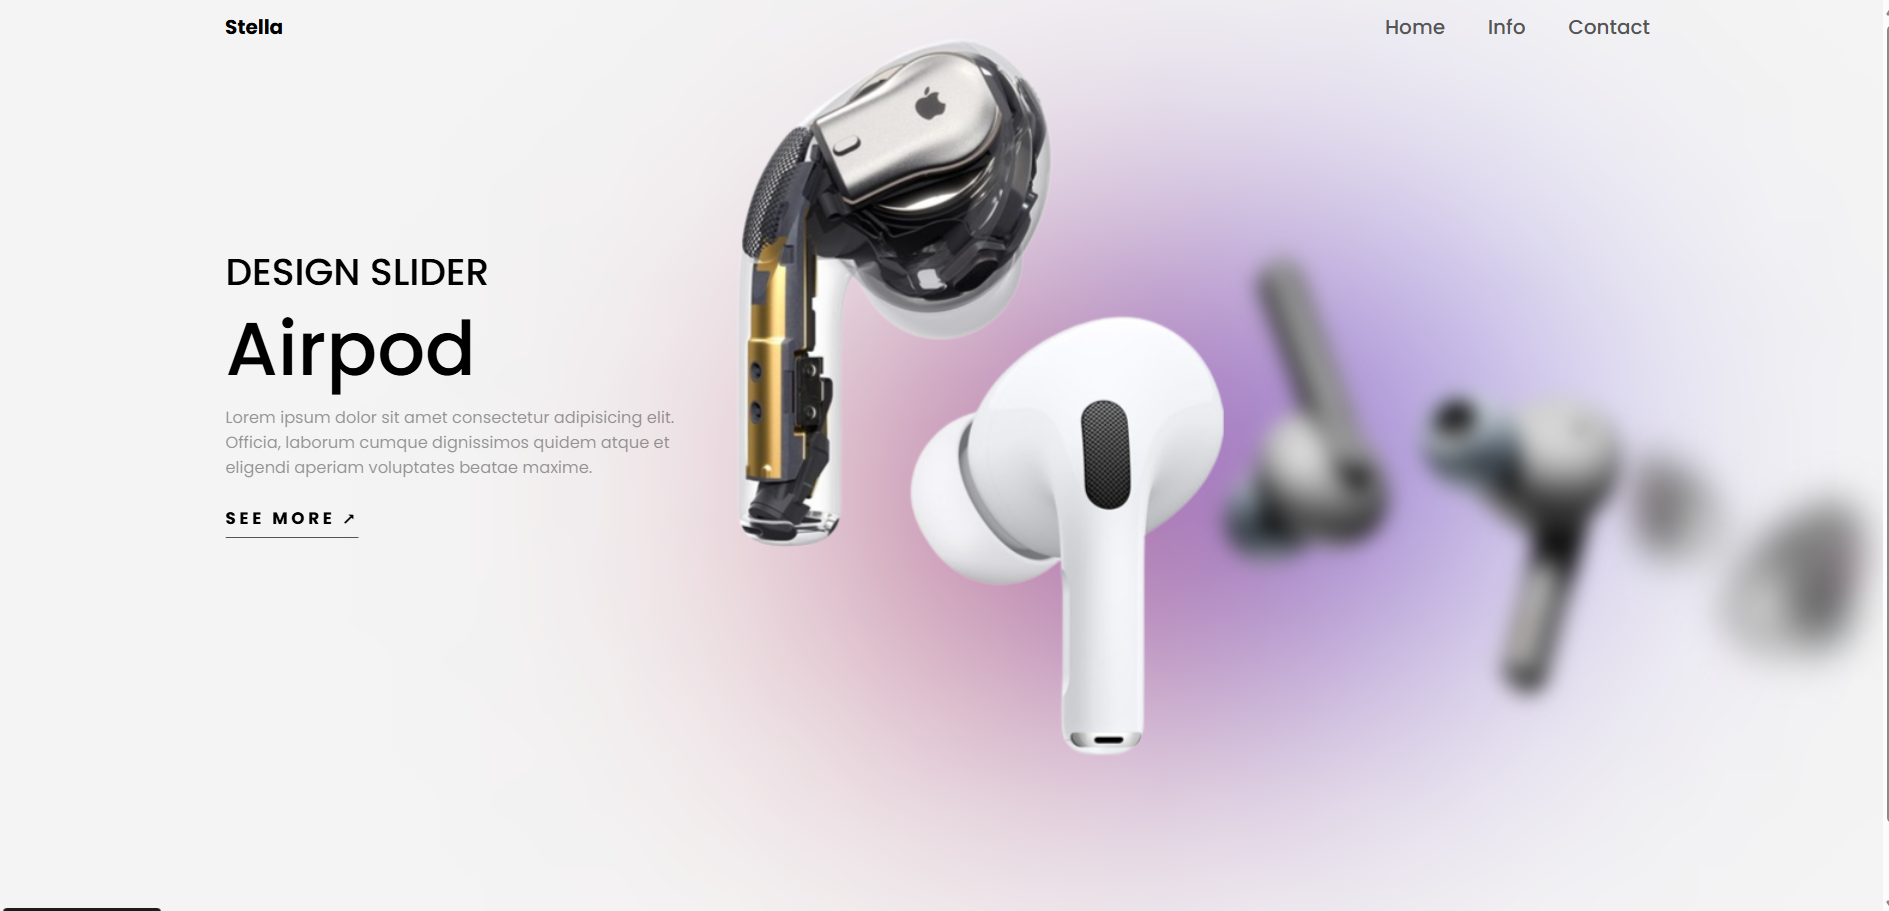 Stella
Home Info Contact
DESIGN SLIDER
Airpod
Lorem ipsum dolor sit amet consectetur adipisicing elit.
Officia, laborum cumque dignissimos quidem atque et
eligendi aperiam voluptates beatae maxime.
SEE MORE ↗